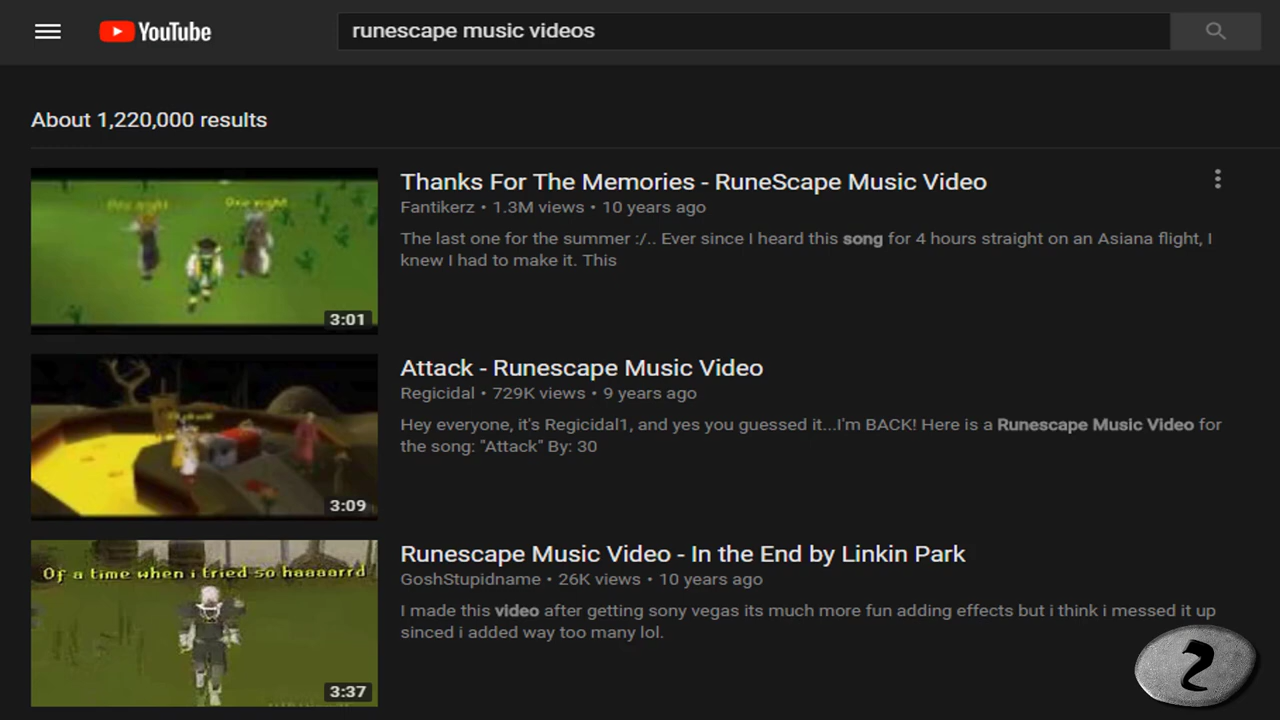 YouTube
runescape music videos
About 1,220,000 results
Thanks For The Memories - RuneScape Music Video
Fantikerz • 1.3M views • 10 years ago
The last one for the summer :/.. Ever since I heard this song for 4 hours straight on an Asiana flight, I
knew I had to make it. This
One night
3:01
Attack - Runescape Music Video
Regicidal • 729K views • 9 years ago
Hey everyone, it's Regicidal1, and yes you guessed it...I'm BACK! Here is a Runescape Music Video for
the song: "Attack" By: 30
3:09
Runescape Music Video - In the End by Linkin Park
GoshStupidname • 26K views • 10 years ago
I made this video after getting sony vegas its much more fun adding effects but i think i messed it up
sinced i added way too many lol.
Of a time when i tried so haaaarrd
3:37